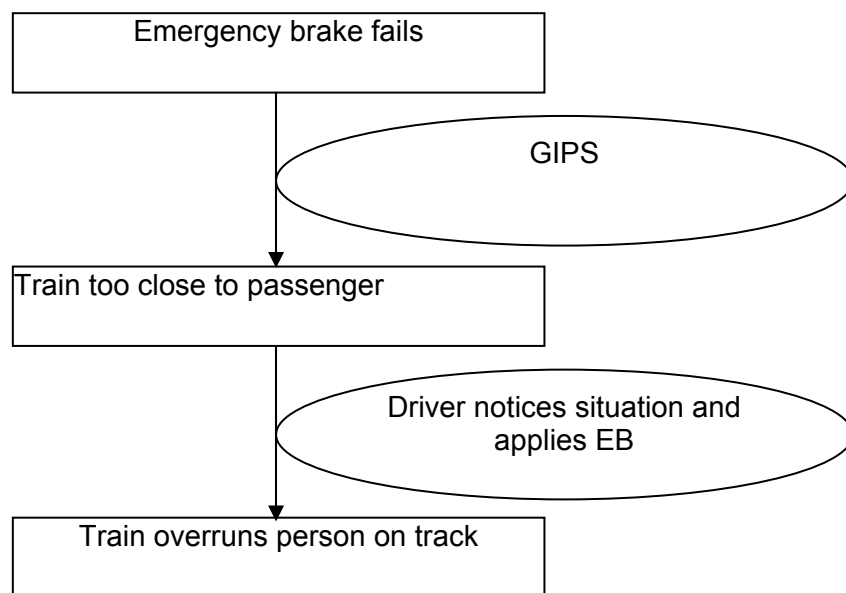 Emergency brake fails
GIPS
Train too close to passenger
Driver notices situation and
applies EB
Train overruns person on track